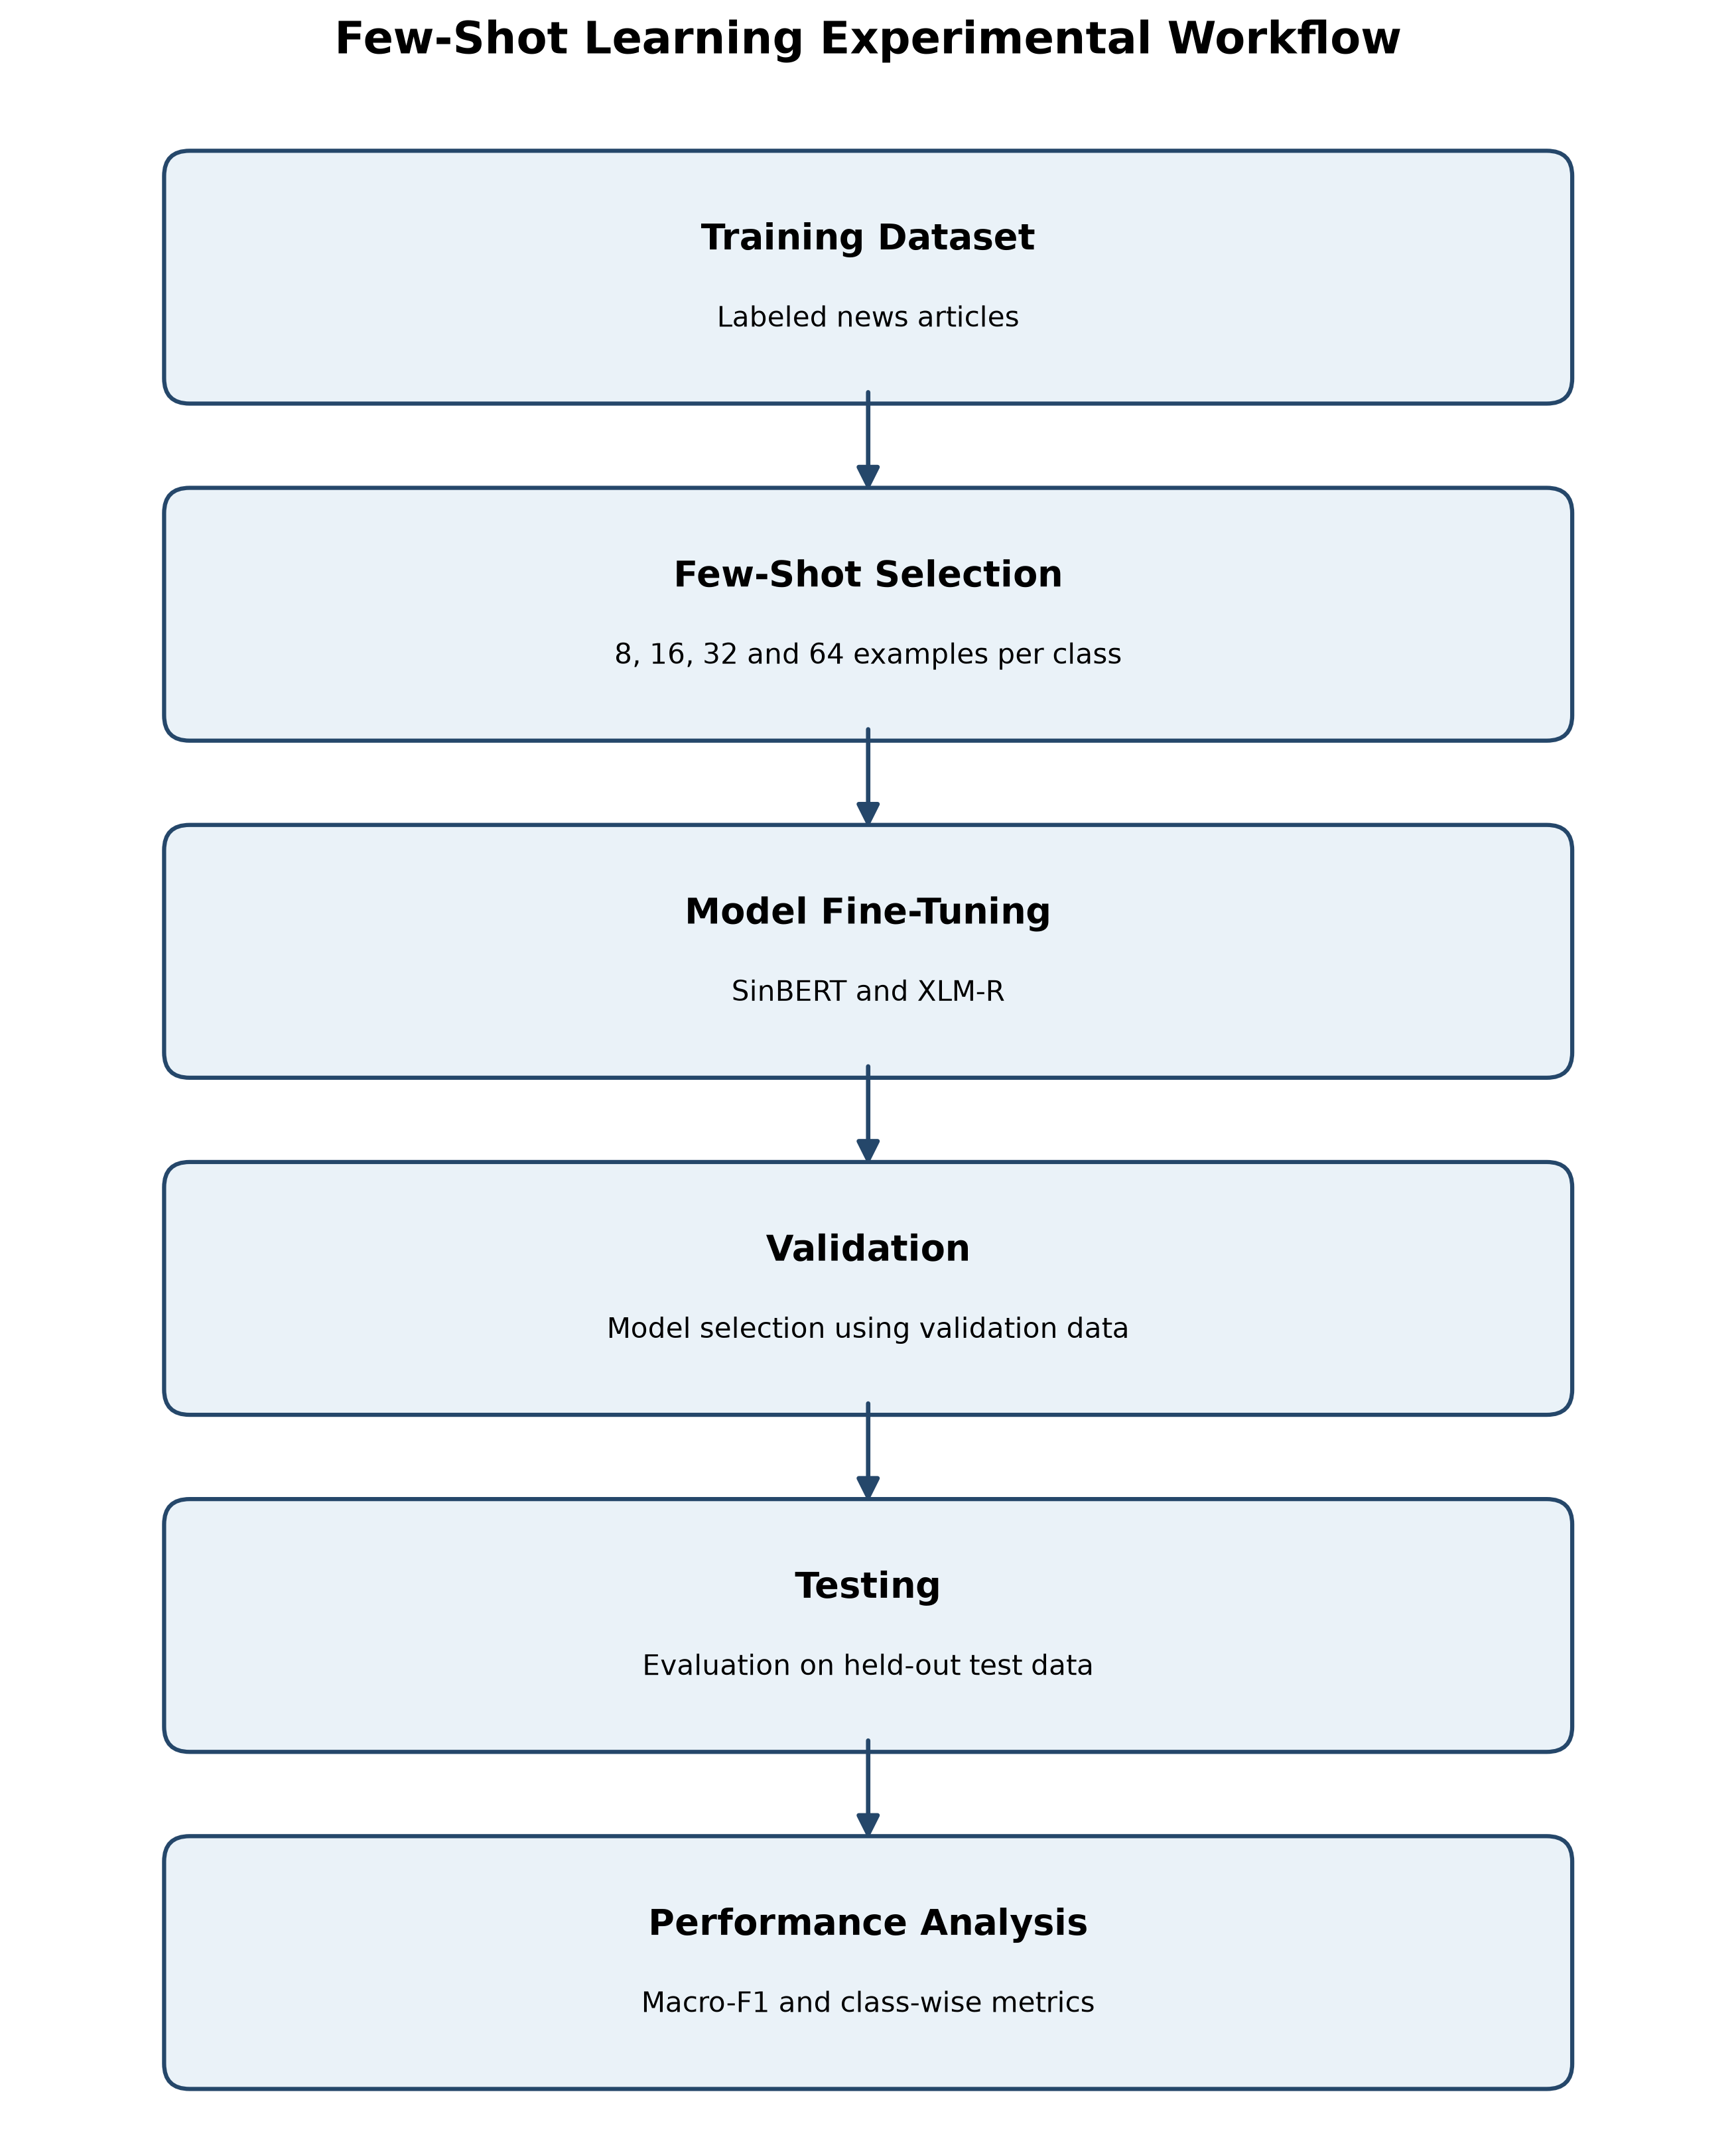 Few-Shot Learning Experimental Workflow
Training Dataset
Labeled news articles
Few-Shot Selection
8, 16, 32 and 64 examples per class
Model Fine-Tuning
SinBERT and XLM-R
Validation
Model selection using validation data
Testing
Evaluation on held-out test data
Performance Analysis
Macro-F1 and class-wise metrics